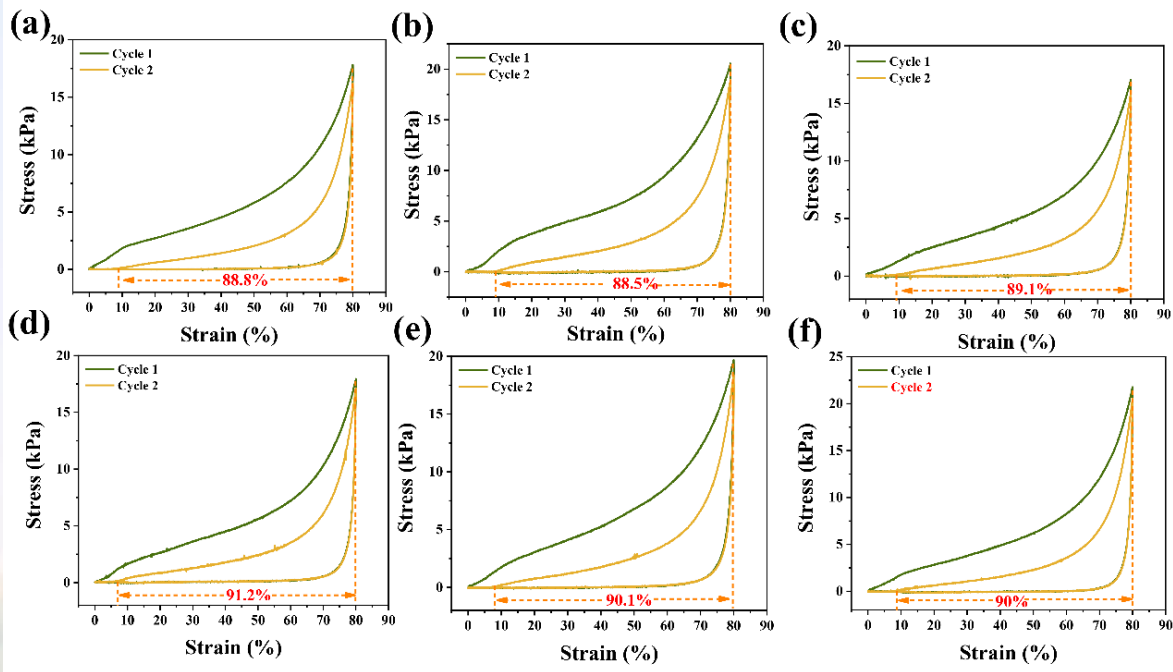 (a)
20
15
10
5
0
Stress (kPa)
Cycle 1
Cycle 2
88.8%
0 10 20 30 40 50 60 70 80 90
Strain (%)
(b)
20
15
10
5
0
Stress (kPa)
Cycle 1
Cycle 2
88.5%
0 10 20 30 40 50 60 70 80 90
Strain (%)
(c)
20
15
10
5
0
Stress (kPa)
Cycle 1
Cycle 2
89.1%
0 10 20 30 40 50 60 70 80 90
Strain (%)
(d)
20
15
10
5
0
Stress (kPa)
Cycle 1
Cycle 2
91.2%
0 10 20 30 40 50 60 70 80 90
Strain (%)
(e)
20
15
10
5
0
Stress (kPa)
Cycle 1
Cycle 2
90.1%
0 10 20 30 40 50 60 70 80 90
Strain (%)
(f)
25
20
15
10
5
0
Stress (kPa)
Cycle 1
Cycle 2
90%
0 10 20 30 40 50 60 70 80 90
Strain (%)